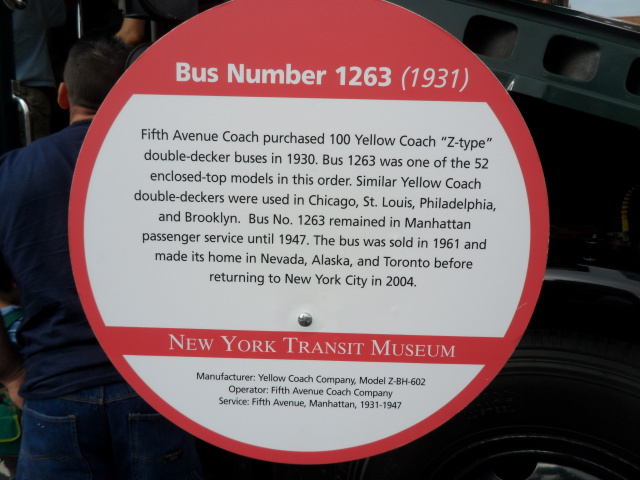 Bus Number 1263 (1931)
Fifth Avenue Coach purchased 100 Yellow Coach "Z-type"
double-decker buses in 1930. Bus 1263 was one of the 52
enclosed-top models in this order. Similar Yellow Coach
double-deckers were used in Chicago, St. Louis, Philadelphia,
and Brooklyn. Bus No. 1263 remained in Manhattan
passenger service until 1947. The bus was sold in 1961 and
made its home in Nevada, Alaska, and Toronto before
returning to New York City in 2004.
NEW YORK TRANSIT MUSEUM
Manufacturer: Yellow Coach Company, Model Z-BH-602
Operator: Fifth Avenue Coach Company
Service: Fifth Avenue, Manhattan, 1931-1947